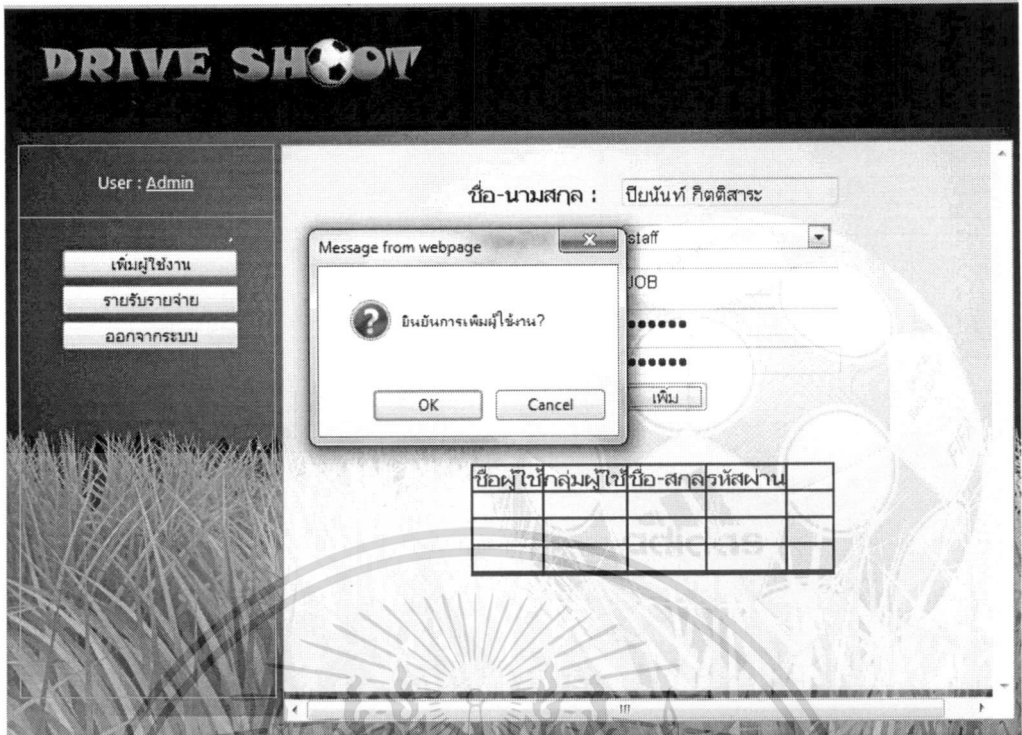 DRIVE SHOOT
User : Admin
เพิ่มผู้ใช้งาน
รายรับรายจ่าย
ออกจากระบบ
ชื่อ-นามสกุล : ปิยนันท์ กิตติสาระ
staff
JOB
••••••
••••••
เพิ่ม
Message from webpage
ยืนยันการเพิ่มผู้ใช้งาน?
OK Cancel
ชื่อผู้ใช้ กลุ่มผู้ใช้ ชื่อ-สกุล รหัสผ่าน
adidas